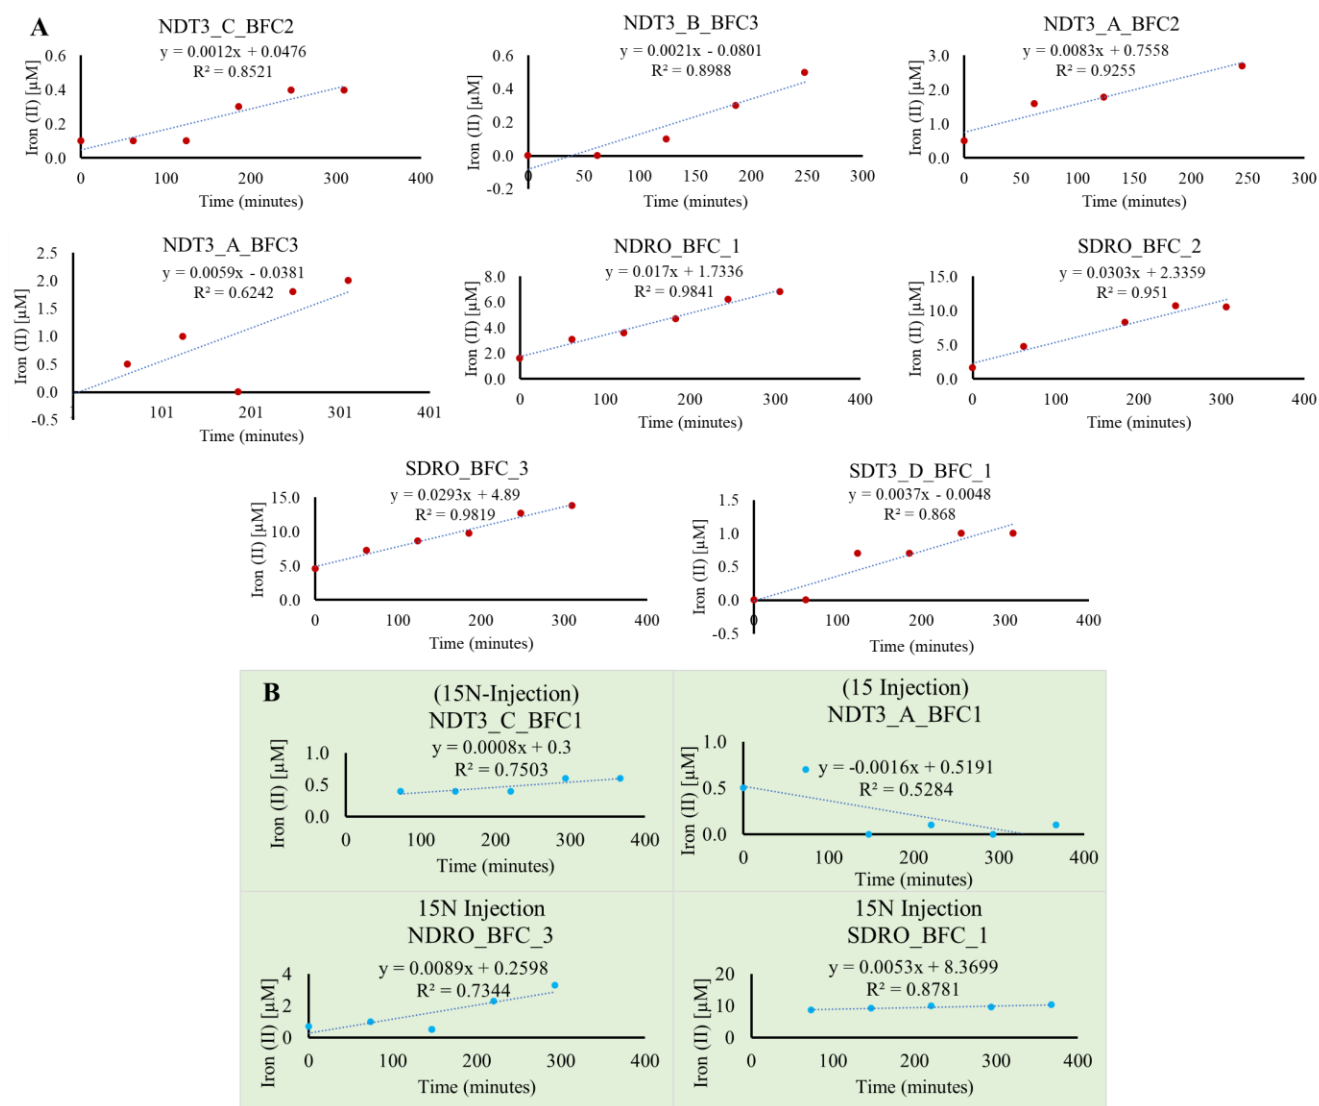 A
NDT3_C_BFC2
y = 0.0012x + 0.0476
R² = 0.8521
Iron (II) [µM]
0.6
0.4
0.2
0.0
0 100 200 300 400
Time (minutes)
NDT3_B_BFC3
y = 0.0021x - 0.0801
R² = 0.8988
Iron (II) [µM]
0.6
0.4
0.2
0.0
-0.2
0 50 100 150 200 250 300
Time (minutes)
NDT3_A_BFC2
y = 0.0083x + 0.7558
R² = 0.9255
Iron (II) [µM]
3.0
2.0
1.0
0.0
0 50 100 150 200 250 300
Time (minutes)
NDT3_A_BFC3
y = 0.0059x - 0.0381
R² = 0.6242
Iron (II) [µM]
2.5
2.0
1.5
1.0
0.5
0.0
-0.5
101 201 301 401
Time (minutes)
NDRO_BFC_1
y = 0.017x + 1.7336
R² = 0.9841
Iron (II) [µM]
8.0
6.0
4.0
2.0
0.0
0 100 200 300 400
Time (minutes)
SDRO_BFC_2
y = 0.0303x + 2.3359
R² = 0.951
Iron (II) [µM]
15.0
10.0
5.0
0.0
0 100 200 300 400
Time (minutes)
SDRO_BFC_3
y = 0.0293x + 4.89
R² = 0.9819
Iron (II) [µM]
15.0
10.0
5.0
0.0
0 100 200 300 400
Time (minutes)
SDT3_D_BFC_1
y = 0.0037x - 0.0048
R² = 0.868
Iron (II) [µM]
1.5
1.0
0.5
0.0
-0.5
0 100 200 300 400
Time (minutes)
B
(15N-Injection)
NDT3_C_BFC1
y = 0.0008x + 0.3
R² = 0.7503
Iron (II) [µM]
1.0
0.5
0.0
0 100 200 300 400
Time (minutes)
(15 Injection)
NDT3_A_BFC1
y = -0.0016x + 0.5191
R² = 0.5284
Iron (II) [µM]
1.0
0.5
0.0
0 100 200 300 400
Time (minutes)
15N Injection
NDRO_BFC_3
y = 0.0089x + 0.2598
R² = 0.7344
Iron (II) [µM]
4
2
0
0 100 200 300 400
Time (minutes)
15N Injection
SDRO_BFC_1
y = 0.0053x + 8.3699
R² = 0.8781
Iron (II) [µM]
20
10
0
0 100 200 300 400
Time (minutes)